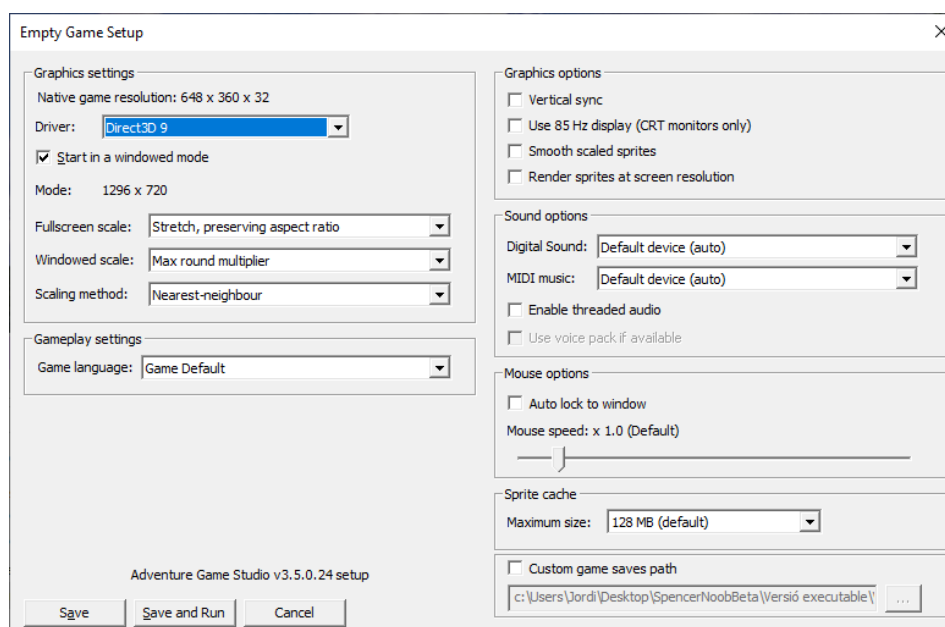 Empty Game Setup
Graphics settings
Native game resolution: 648 x 360 x 32
Driver: Direct3D 9
Start in a windowed mode
Mode: 1296 x 720
Fullscreen scale: Stretch, preserving aspect ratio
Windowed scale: Max round multiplier
Scaling method: Nearest-neighbour
Gameplay settings
Game language: Game Default
Adventure Game Studio v3.5.0.24 setup
Save
Save and Run
Cancel
Graphics options
Vertical sync
Use 85 Hz display (CRT monitors only)
Smooth scaled sprites
Render sprites at screen resolution
Sound options
Digital Sound: Default device (auto)
MIDI music: Default device (auto)
Enable threaded audio
Use voice pack if available
Mouse options
Auto lock to window
Mouse speed: x 1.0 (Default)
Sprite cache
Maximum size: 128 MB (default)
Custom game saves path
c:\Users\Jordi\Desktop\SpencerNoobBeta\Versió executable\
...